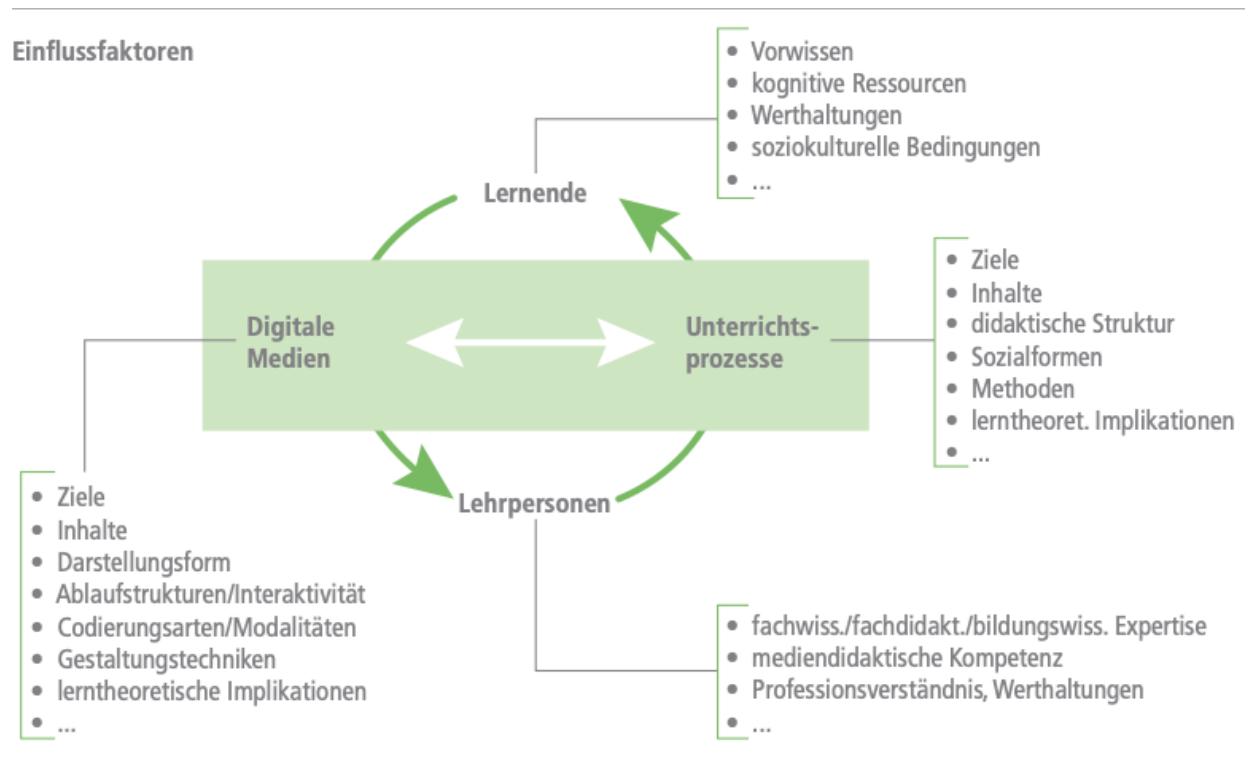 Einflussfaktoren
• Vorwissen
• kognitive Ressourcen
• Werthaltungen
• soziokulturelle Bedingungen
• ...
Lernende
Digitale
Medien
Unterrichts-
prozesse
• Ziele
• Inhalte
• didaktische Struktur
• Sozialformen
• Methoden
• lerntheoret. Implikationen
• ...
Lehrpersonen
• Ziele
• Inhalte
• Darstellungsform
• Ablaufstrukturen/Interaktivität
• Codierungsarten/Modalitäten
• Gestaltungstechniken
• lerntheoretische Implikationen
• ...
• fachwiss./fachdidakt./bildungswiss. Expertise
• mediendidaktische Kompetenz
• Professionsverständnis, Werthaltungen
• ...